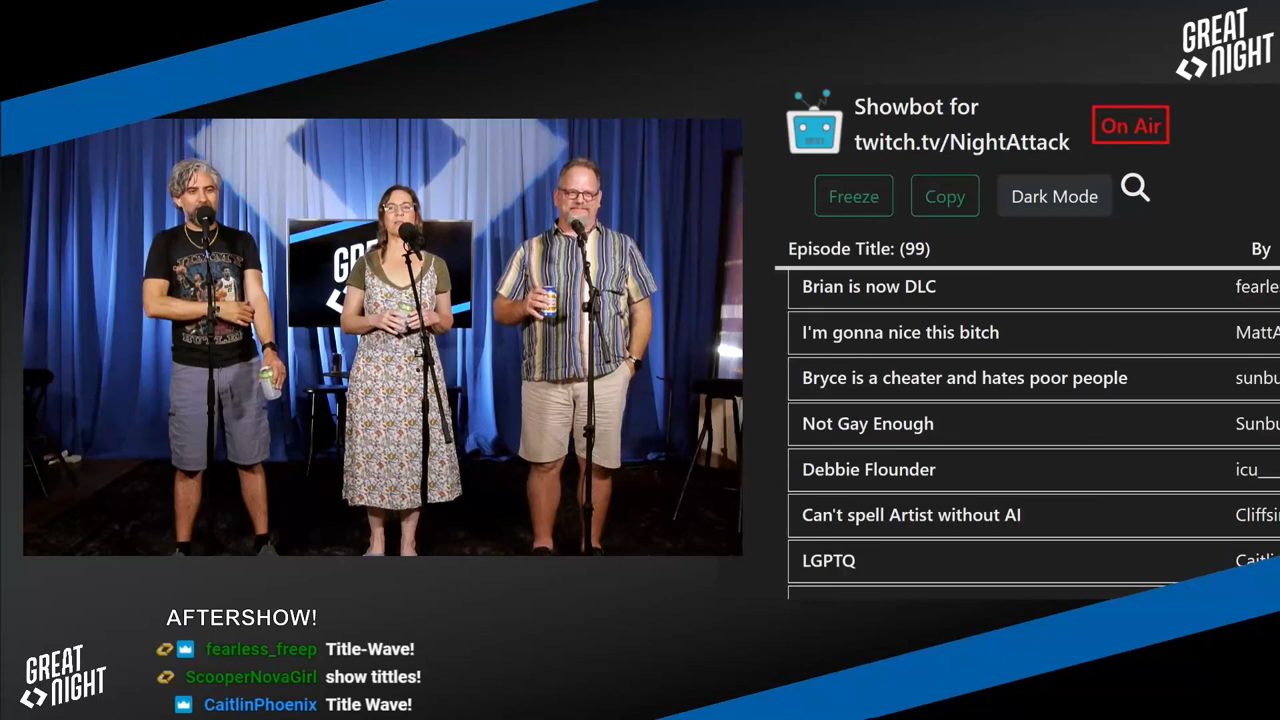 GREAT
NIGHT
Showbot for
twitch.tv/NightAttack
On Air
Freeze
Copy
Dark Mode
Episode Title: (99)
By
Brian is now DLC
fearle
I'm gonna nice this bitch
MattA
Bryce is a cheater and hates poor people
sunbu
Not Gay Enough
Sunbu
Debbie Flounder
icu__
Can't spell Artist without AI
Cliffsi
LGPTQ
AFTERSHOW!
fearless_freep Title-Wave!
ScooperNovaGirl show tittles!
CaitlinPhoenix Title Wave!
GREAT
NIGHT